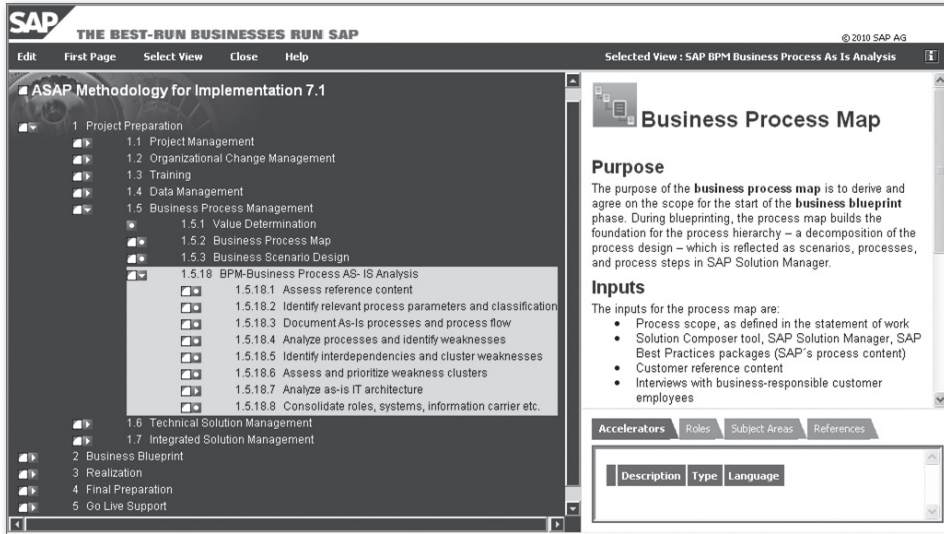 SAP
THE BEST-RUN BUSINESSES RUN SAP
© 2010 SAP AG
Edit First Page Select View Close Help
Selected View : SAP BPM Business Process As Is Analysis
ASAP Methodology for Implementation 7.1
1 Project Preparation
1.1 Project Management
1.2 Organizational Change Management
1.3 Training
1.4 Data Management
1.5 Business Process Management
1.5.1 Value Determination
1.5.2 Business Process Map
1.5.3 Business Scenario Design
1.5.18 BPM-Business Process AS- IS Analysis
1.5.18.1 Assess reference content
1.5.18.2 Identify relevant process parameters and classification
1.5.18.3 Document As-Is processes and process flow
1.5.18.4 Analyze processes and identify weaknesses
1.5.18.5 Identify interdependencies and cluster weaknesses
1.5.18.6 Assess and prioritize weakness clusters
1.5.18.7 Analyze as-is IT architecture
1.5.18.8 Consolidate roles, systems, information carrier etc.
1.6 Technical Solution Management
1.7 Integrated Solution Management
2 Business Blueprint
3 Realization
4 Final Preparation
5 Go Live Support
Business Process Map
Purpose
The purpose of the business process map is to derive and
agree on the scope for the start of the business blueprint
phase. During blueprinting, the process map builds the
foundation for the process hierarchy – a decomposition of the
process design – which is reflected as scenarios, processes,
and process steps in SAP Solution Manager.
Inputs
The inputs for the process map are:
• Process scope, as defined in the statement of work
• Solution Composer tool, SAP Solution Manager, SAP
Best Practices packages (SAP´s process content)
• Customer reference content
• Interviews with business-responsible customer
employees
Accelerators Roles Subject Areas References
Description Type Language